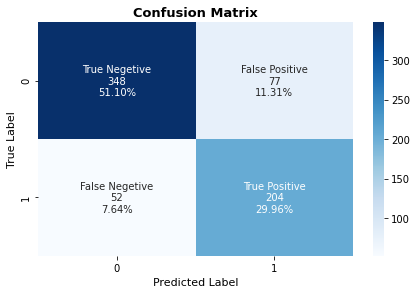 Confusion Matrix
True Negetive
348
51.10%
False Positive
77
11.31%
False Negetive
52
7.64%
True Positive
204
29.96%
0
1
True Label
0
1
Predicted Label
350
300
250
200
150
100